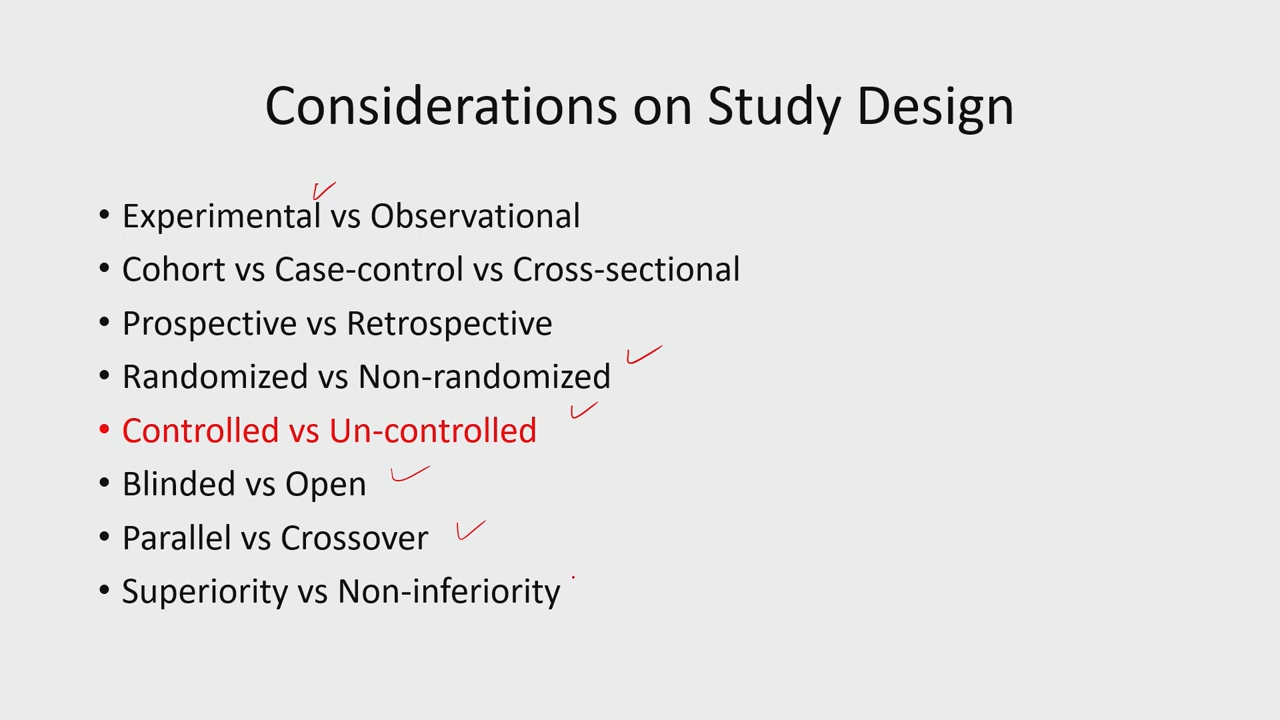 Considerations on Study Design
• Experimental vs Observational
• Cohort vs Case-control vs Cross-sectional
• Prospective vs Retrospective
• Randomized vs Non-randomized
• Controlled vs Un-controlled
• Blinded vs Open
• Parallel vs Crossover
• Superiority vs Non-inferiority